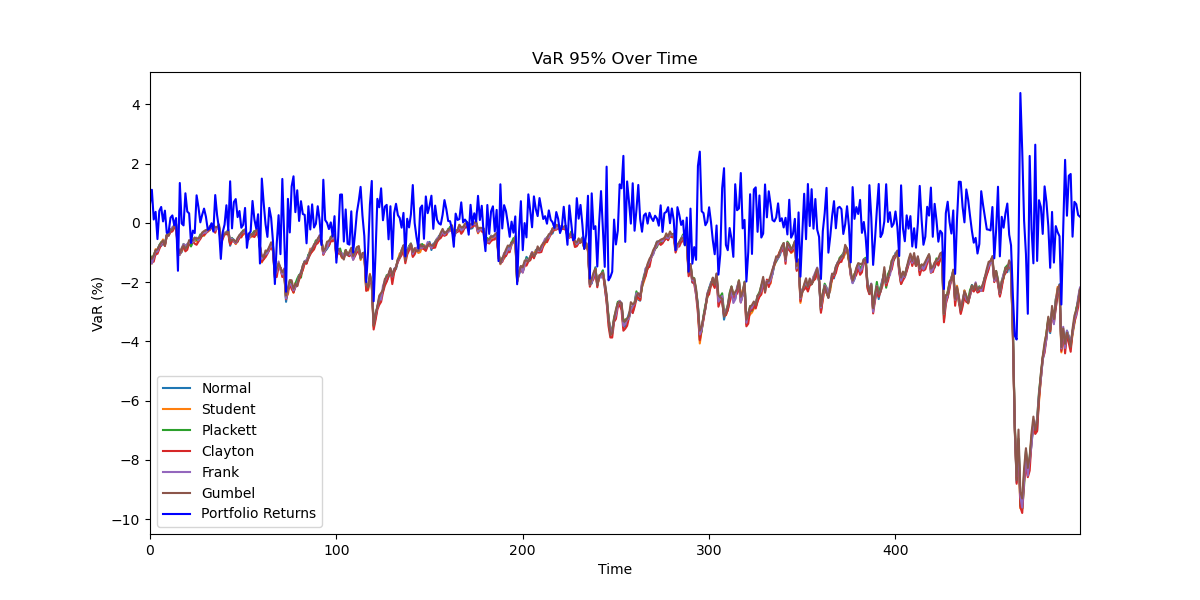 VaR 95% Over Time
VaR (%)
4
2
0
−2
−4
−6
−8
−10
Normal
Student
Plackett
Clayton
Frank
Gumbel
Portfolio Returns
0 100 200 300 400
Time